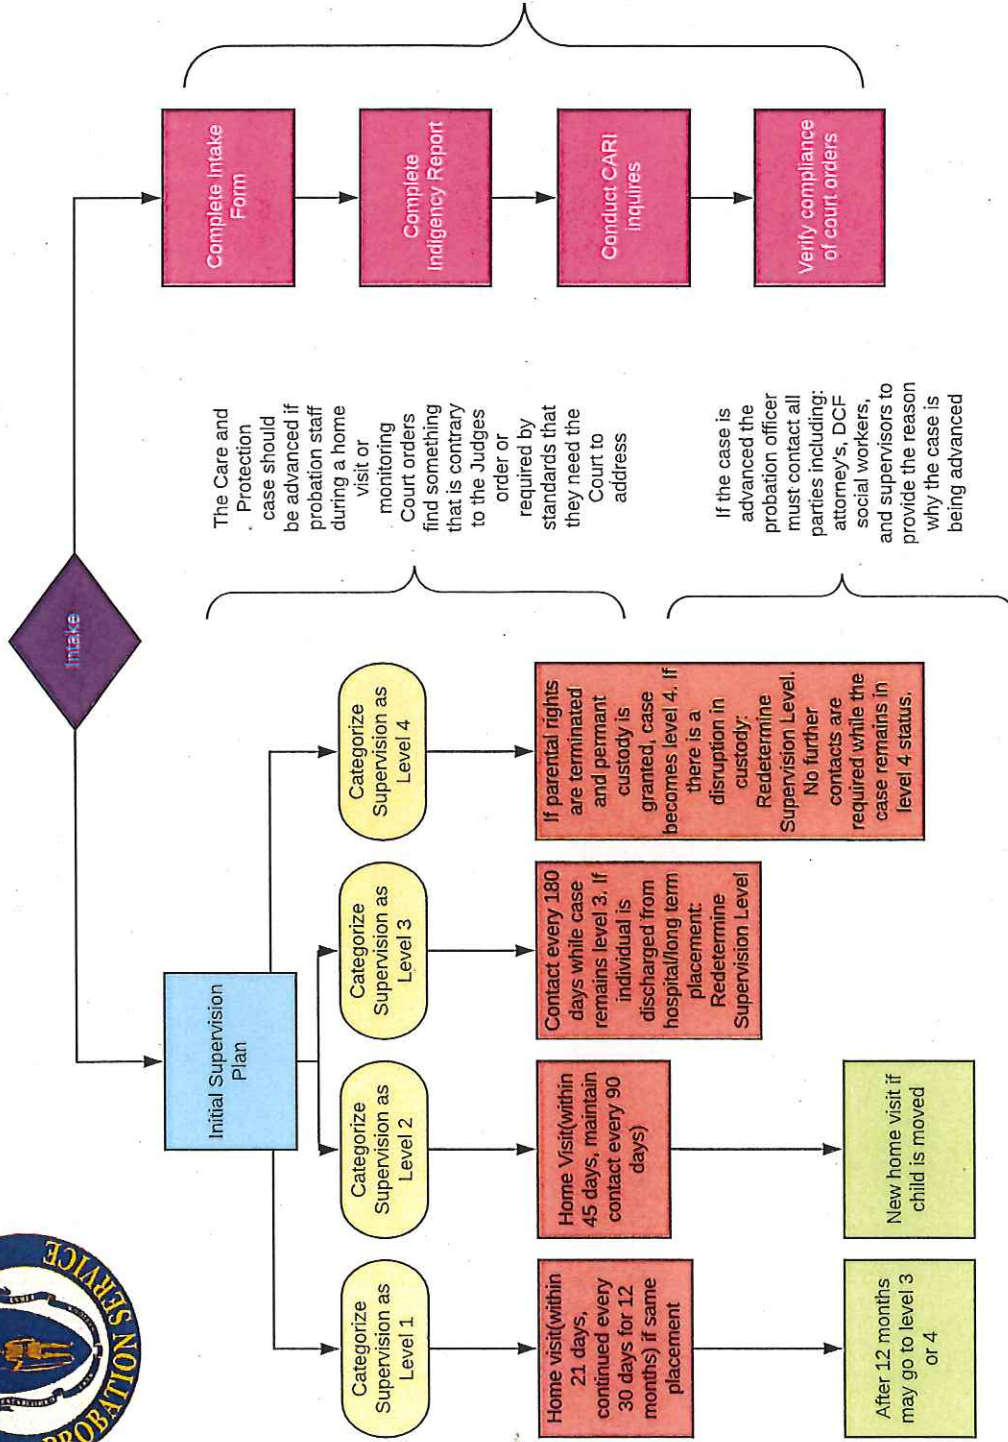 PROBATION SERVICE
Intake
Initial Supervision
Plan
Categorize
Supervision as
Level 1
Categorize
Supervision as
Level 2
Categorize
Supervision as
Level 3
Categorize
Supervision as
Level 4
Home visit(within
21 days,
continued every
30 days for 12
months) if same
placement
Home Visit(within
45 days, maintain
contact every 90
days)
Contact every 180
days while case
remains level 3. If
individual is
discharged from
hospital/long term
placement:
Redetermine
Supervision Level
If parental rights
are terminated
and permnant
custody is
granted, case
becomes level 4. If
there is a
disruption in
custody:
Redetermine
Supervision Level.
No further
contacts are
required while the
case remains in
level 4 status.
After 12 months
may go to level 3
or 4
New home visit if
child is moved
The Care and
Protection
case should
be advanced if
probation staff
during a home
visit or
monitoring
Court orders
find something
that is contrary
to the Judges
order or
required by
standards that
they need the
Court to
address
If the case is
advanced the
probation officer
must contact all
parties including:
attorney's, DCF
social workers,
and supervisors to
provide the reason
why the case is
being advanced
Complete Intake
Form
Complete
Indigency Report
Conduct CARI
inquires
Verify compliance
of court orders